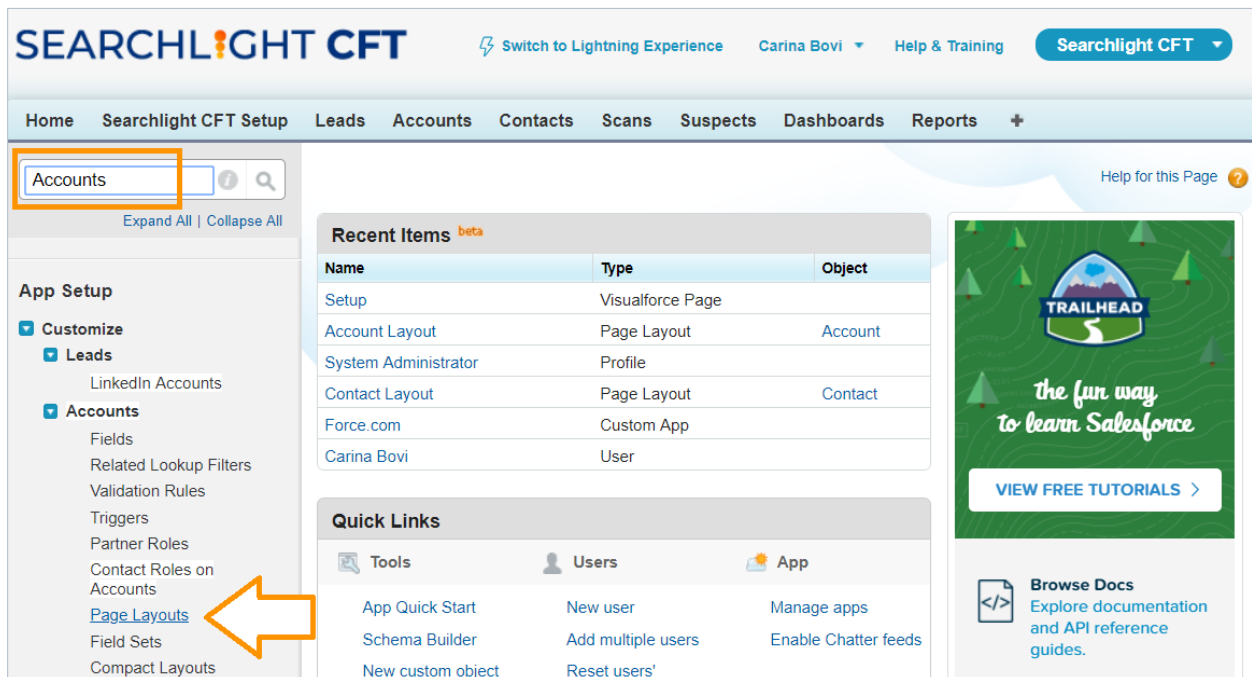 SEARCHLIGHT CFT
Switch to Lightning Experience
Carina Bovi
Help & Training
Searchlight CFT
Home Searchlight CFT Setup Leads Accounts Contacts Scans Suspects Dashboards Reports +
Accounts
Expand All | Collapse All
App Setup
Customize
Leads
LinkedIn Accounts
Accounts
Fields
Related Lookup Filters
Validation Rules
Triggers
Partner Roles
Contact Roles on
Accounts
Page Layouts
Field Sets
Compact Layouts
Help for this Page ?
Recent Items beta
Name Type Object
Setup Visualforce Page
Account Layout Page Layout Account
System Administrator Profile
Contact Layout Page Layout Contact
Force.com Custom App
Carina Bovi User
Quick Links
Tools Users App
App Quick Start New user Manage apps
Schema Builder Add multiple users Enable Chatter feeds
New custom object Reset users'
TRAILHEAD
the fun way
to learn Salesforce
VIEW FREE TUTORIALS >
</>
Browse Docs
Explore documentation
and API reference
guides.